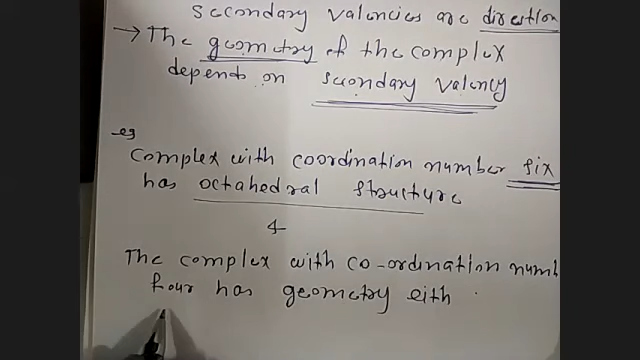 secondary valencies are direction
→ The geometry of the complex
depends on secondary valency
eg
complex with coordination number six
has octahedral structure
4
The complex with co-ordination numb
four has geometry eith